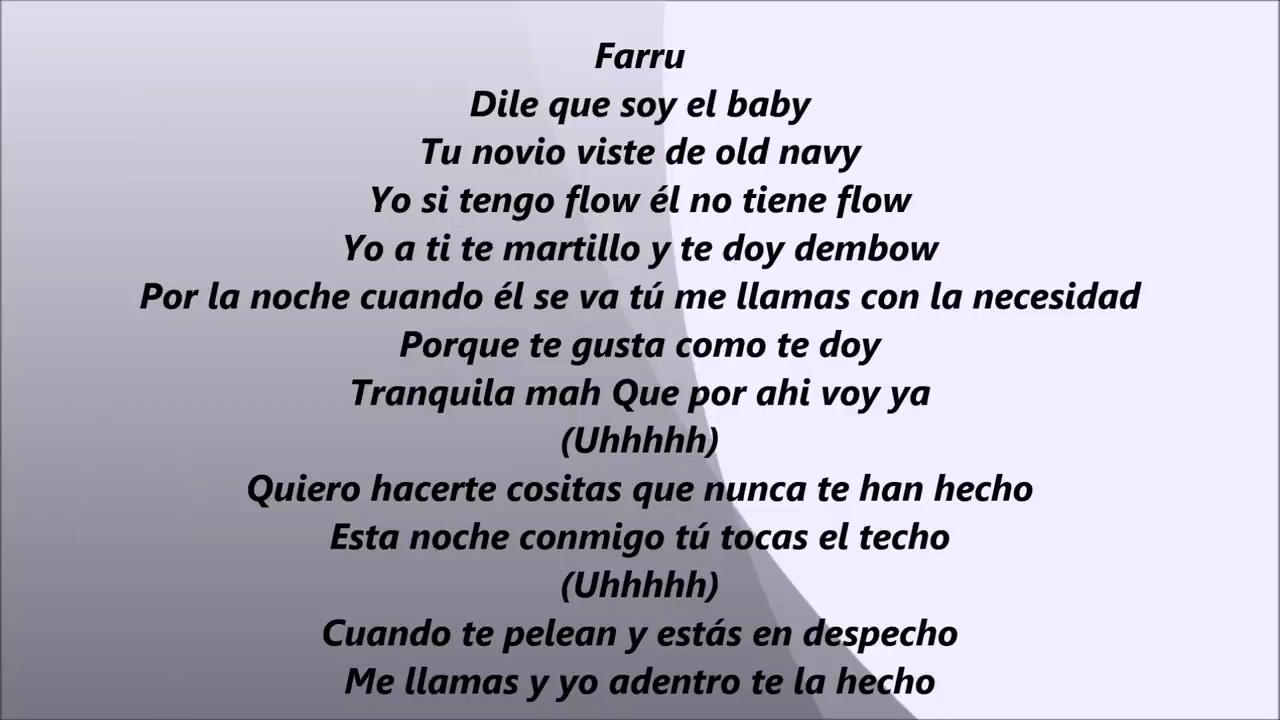 Farru
Dile que soy el baby
Tu novio viste de old navy
Yo si tengo flow él no tiene flow
Yo a ti te martillo y te doy dembow
Por la noche cuando él se va tú me llamas con la necesidad
Porque te gusta como te doy
Tranquila mah Que por ahi voy ya
(Uhhhhh)
Quiero hacerte cositas que nunca te han hecho
Esta noche conmigo tú tocas el techo
(Uhhhhh)
Cuando te pelean y estás en despecho
Me llamas y yo adentro te la hecho